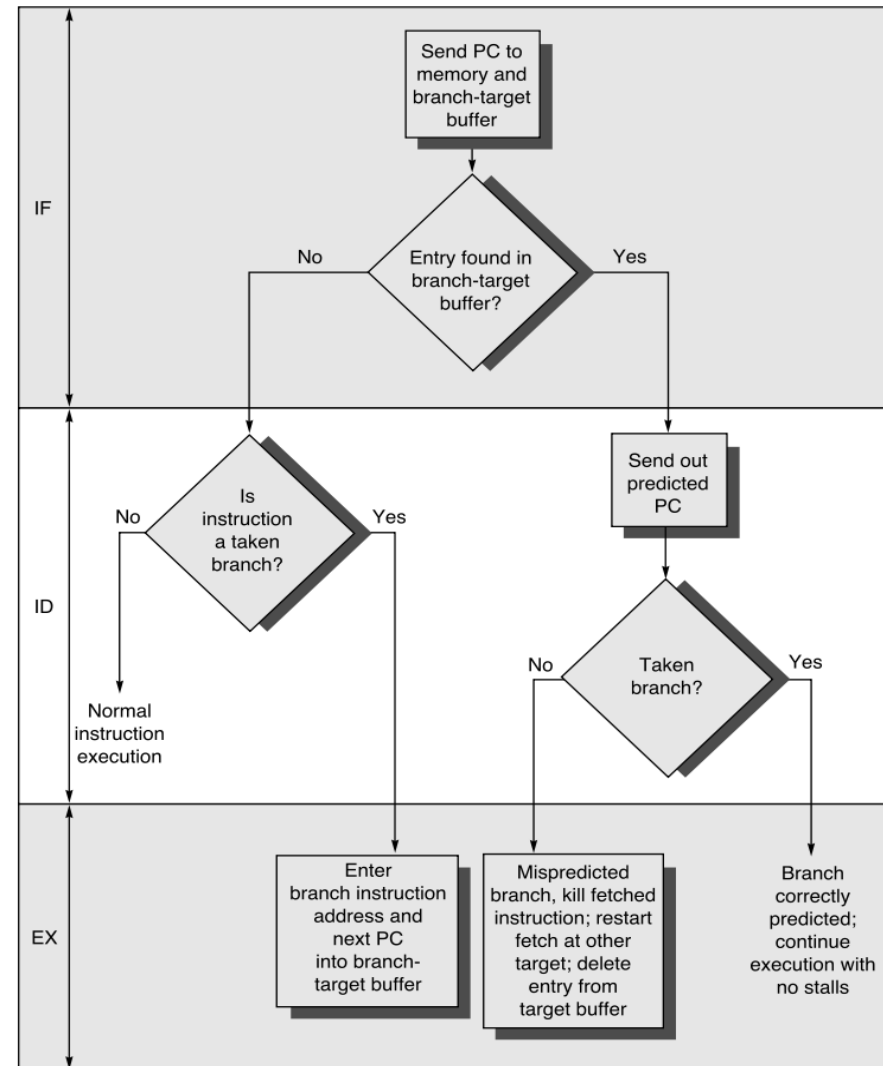 Send PC to
memory and
branch-target
buffer
IF
No
Entry found in
branch-target
buffer?
Yes
Is
instruction
a taken
branch?
No
Yes
Send out
predicted
PC
ID
No
Taken
branch?
Yes
Normal
instruction
execution
EX
Enter
branch instruction
address and
next PC
into branch-
target buffer
Mispredicted
branch, kill fetched
instruction; restart
fetch at other
target; delete
entry from
target buffer
Branch
correctly
predicted;
continue
execution with
no stalls